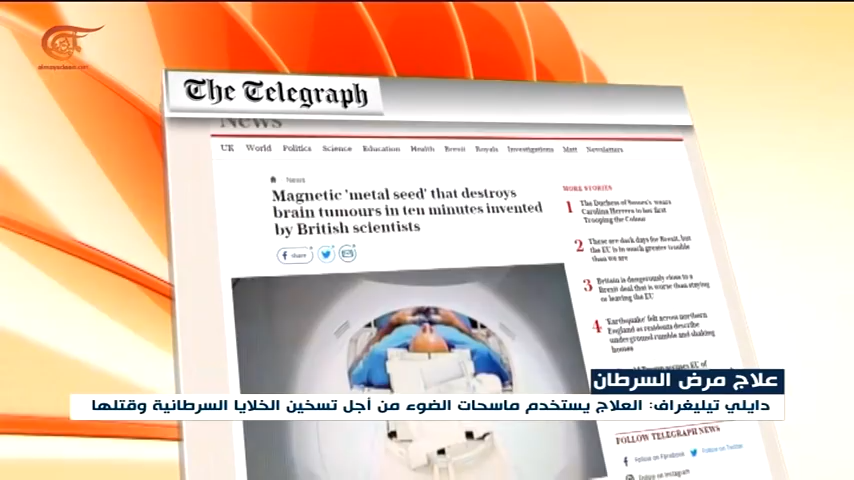 almayadeen.com
The Telegraph
NEWS
UK World Politics Science Education Health Brexit Royals Investigations Matt Newsletters
News
Magnetic 'metal seed' that destroys
brain tumours in ten minutes invented
by British scientists
share
MORE STORIES
1 The Duchess of Sussex's wears
Carolina Herrera to her first
Trooping the Colour
2 These are dark days for Brexit, but
the EU is in much greater trouble
than we are
3 Britain is dangerously close to a
Brexit deal that is worse than staying
or leaving the EU
4 'Earthquake' felt across northern
England as residents describe
underground rumble and shaking
houses
علاج مرض السرطان
دايلي تيليغراف: العلاج يستخدم ماسحات الضوء من أجل تسخين الخلايا السرطانية وقتلها
FOLLOW TELEGRAPH NEWS
Follow on Facebook Follow on Twitter
Follow on Instagram